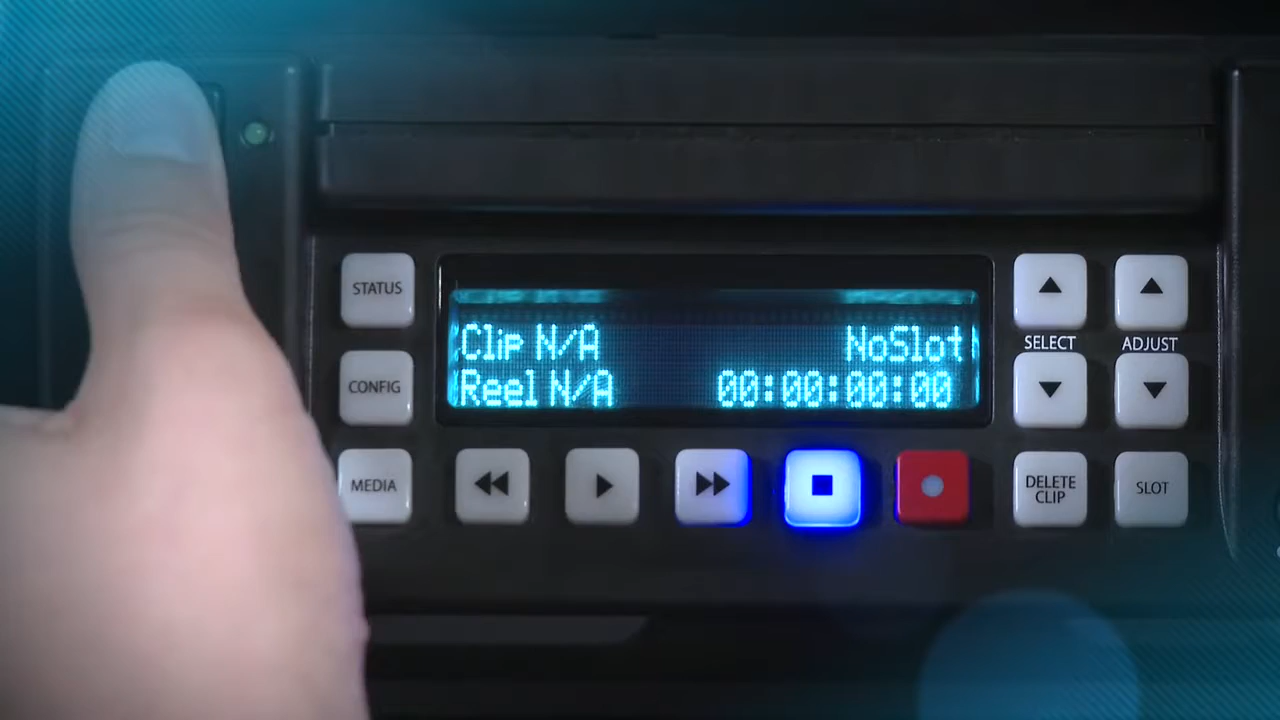 STATUS
CONFIG
MEDIA
Clip N/A NoSlot
Reel N/A 00:00:00:00
SELECT
ADJUST
DELETE
CLIP
SLOT